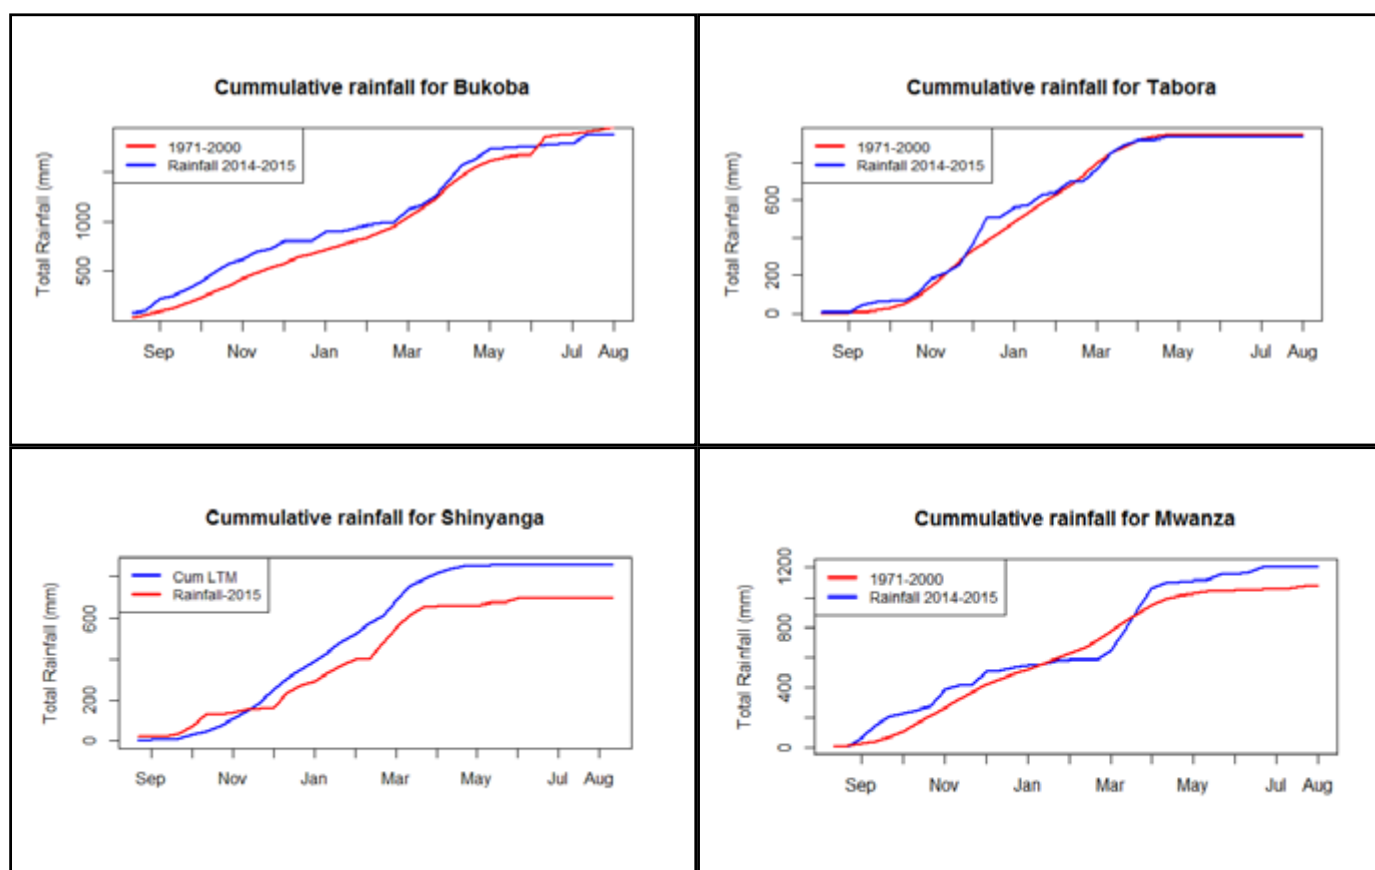 Cummulative rainfall for Bukoba
1971-2000
Rainfall 2014-2015
Total Rainfall (mm)
500
1000
Sep Nov Jan Mar May Jul Aug
Cummulative rainfall for Tabora
1971-2000
Rainfall 2014-2015
Total Rainfall (mm)
0
200
600
Sep Nov Jan Mar May Jul Aug
Cummulative rainfall for Shinyanga
Cum LTM
Rainfall-2015
Total Rainfall (mm)
0
200
600
Sep Nov Jan Mar May Jul Aug
Cummulative rainfall for Mwanza
1971-2000
Rainfall 2014-2015
Total Rainfall (mm)
0
400
800
1200
Sep Nov Jan Mar May Jul Aug